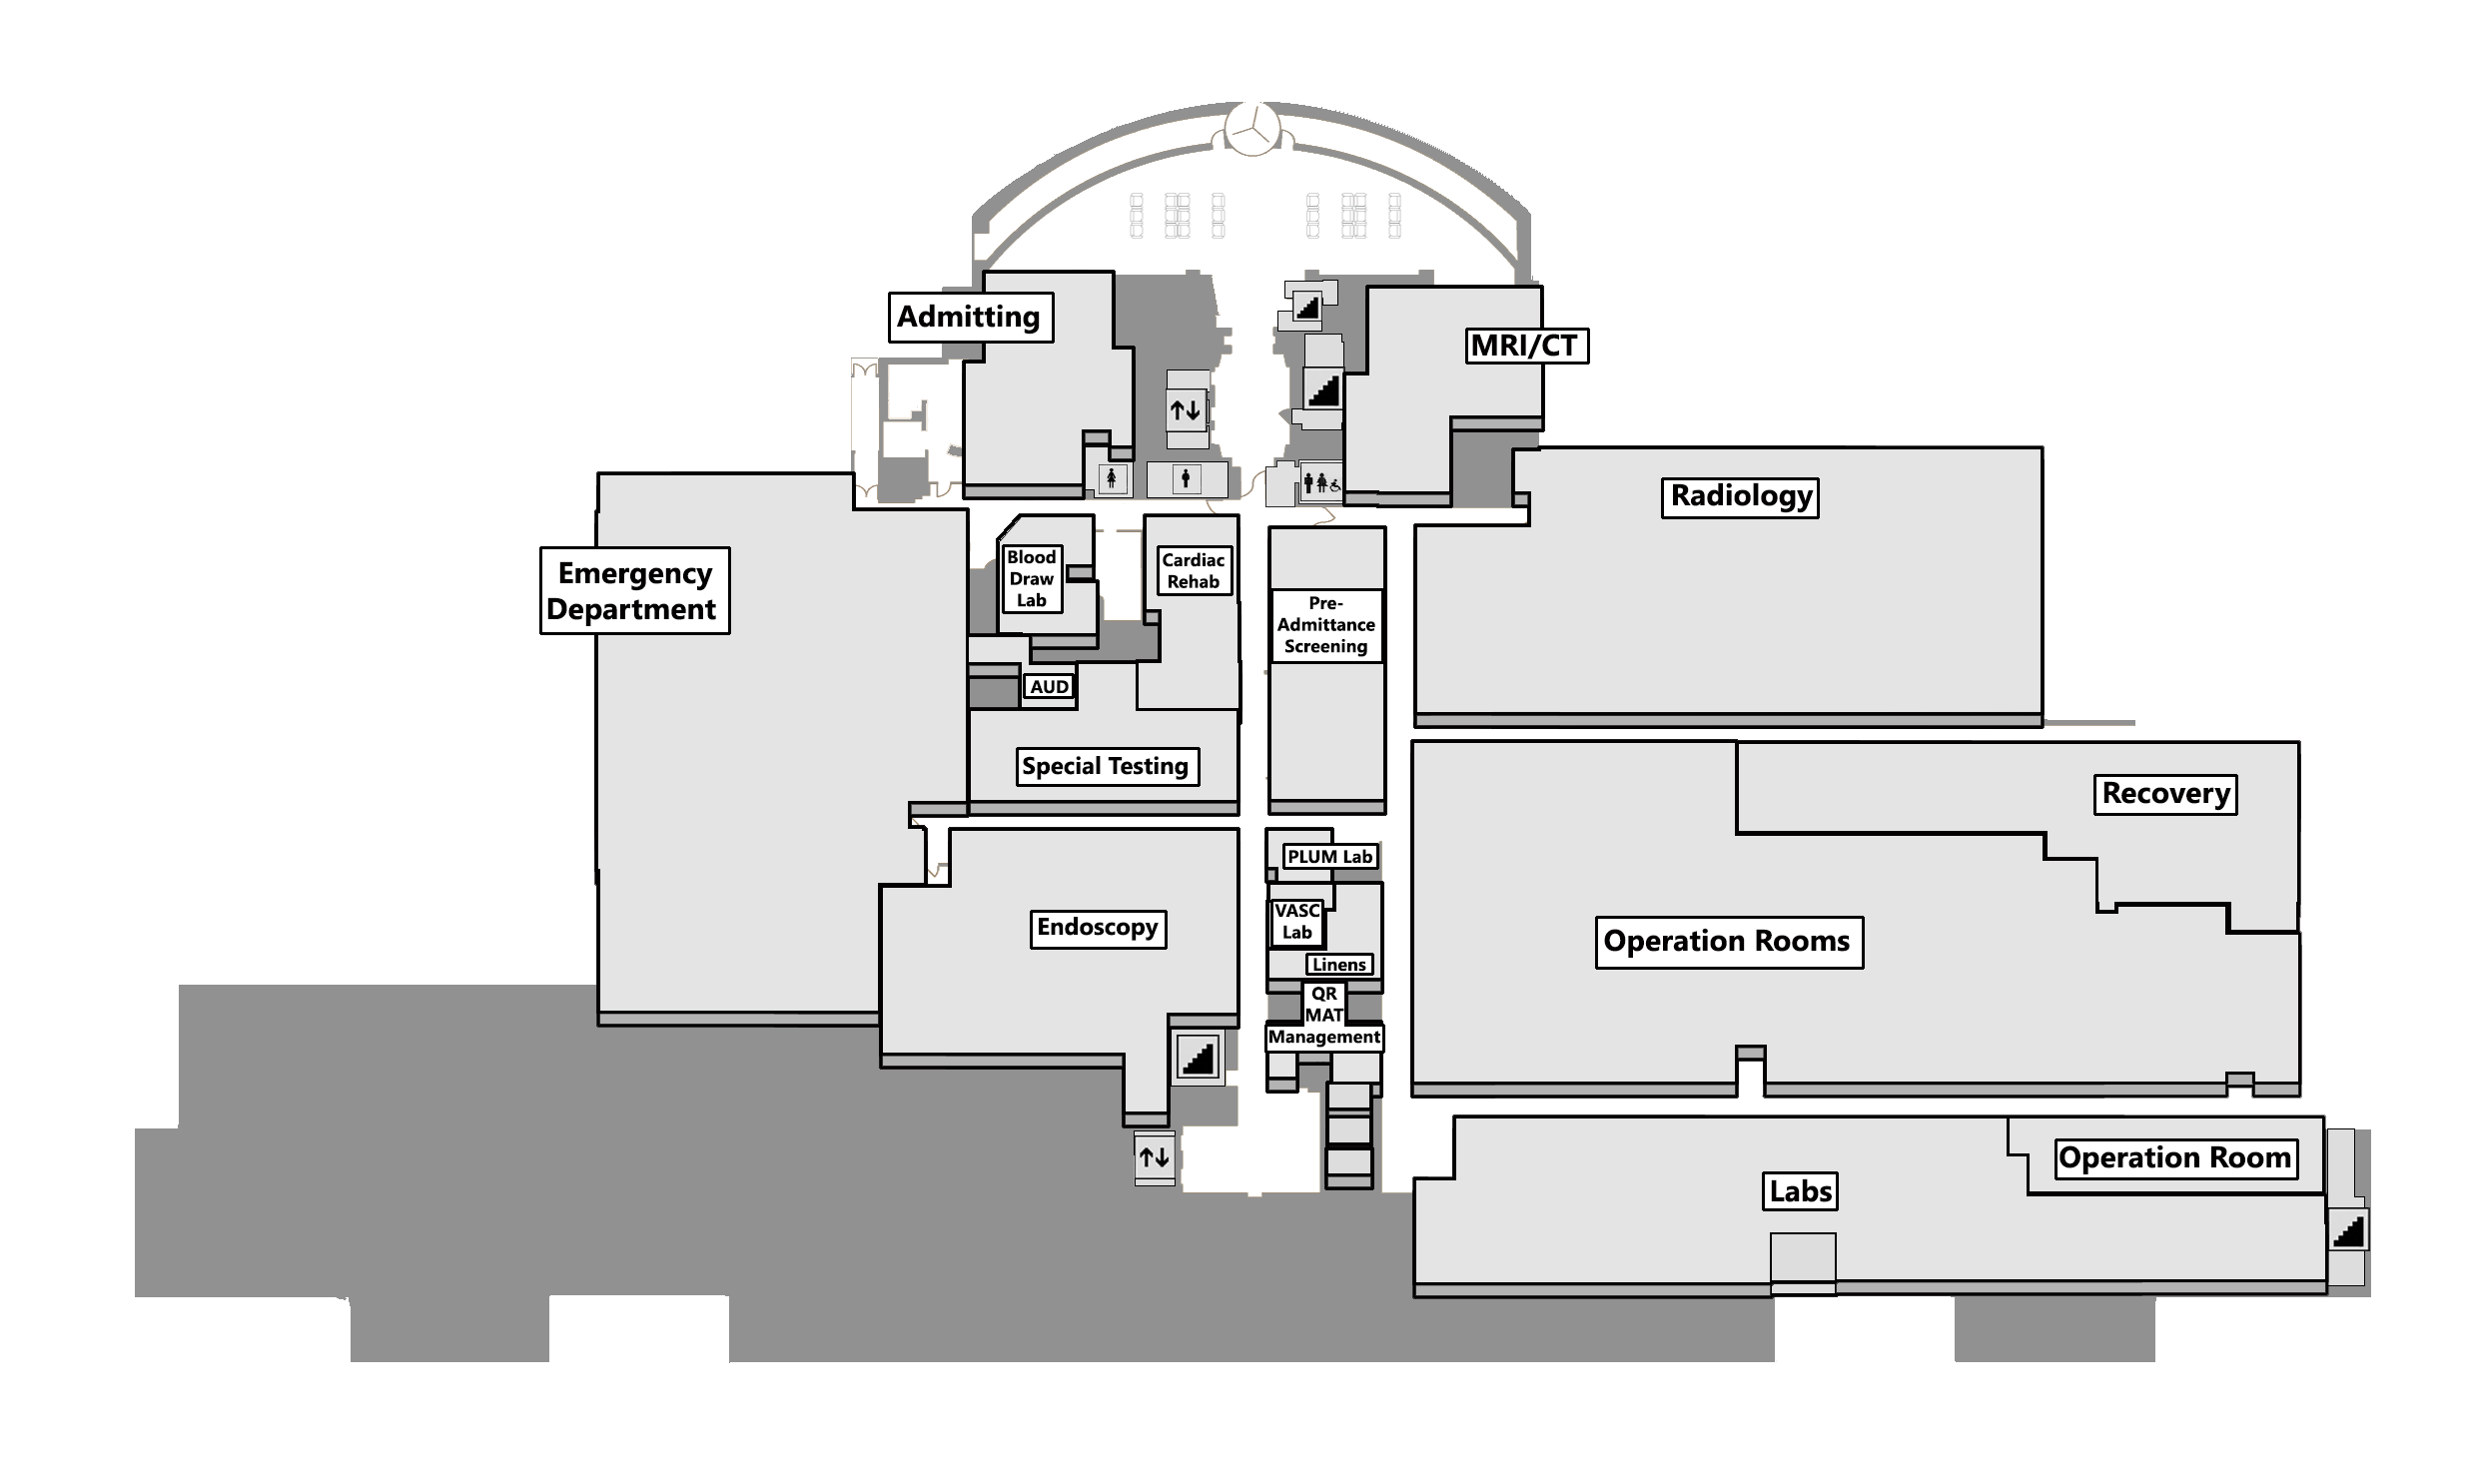 Admitting
MRI/CT
Radiology
Emergency
Department
Blood
Draw
Lab
Cardiac
Rehab
Pre-
Admittance
Screening
AUD
Special Testing
Recovery
PLUM Lab
VASC
Lab
Endoscopy
Operation Rooms
Linens
QR
MAT
Management
Operation Room
Labs